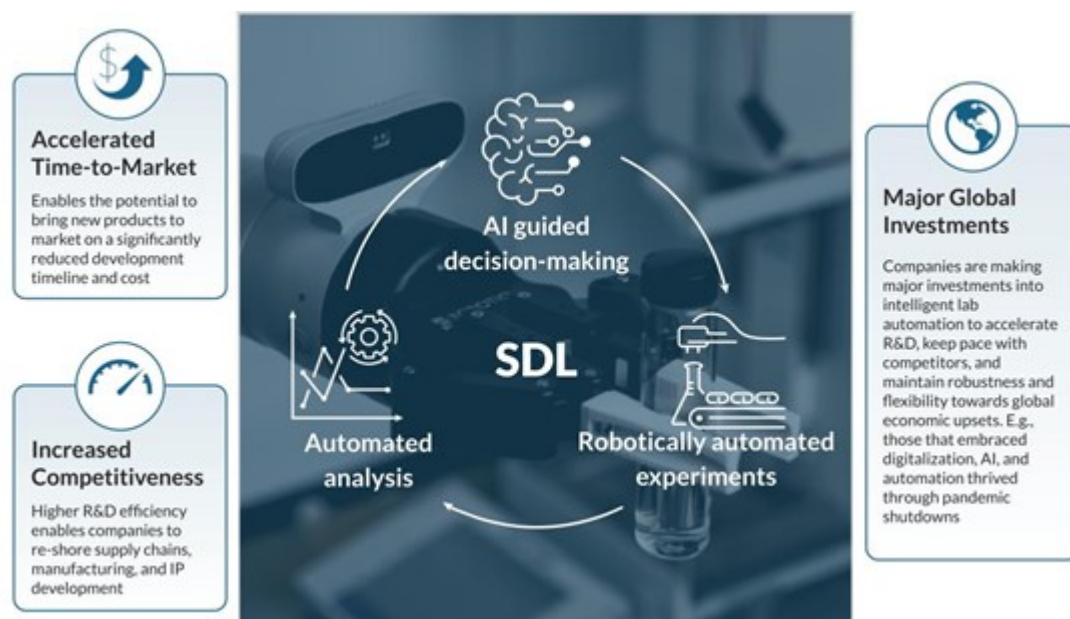 $
Accelerated
Time-to-Market
Enables the potential to
bring new products to
market on a significantly
reduced development
timeline and cost
Increased
Competitiveness
Higher R&D efficiency
enables companies to
re-shore supply chains,
manufacturing, and IP
development
AI guided
decision-making
SDL
Automated
analysis
Robotically automated
experiments
Major Global
Investments
Companies are making
major investments into
intelligent lab
automation to accelerate
R&D, keep pace with
competitors, and
maintain robustness and
flexibility towards global
economic upsets. E.g.,
those that embraced
digitalization, AI, and
automation thrived
through pandemic
shutdowns